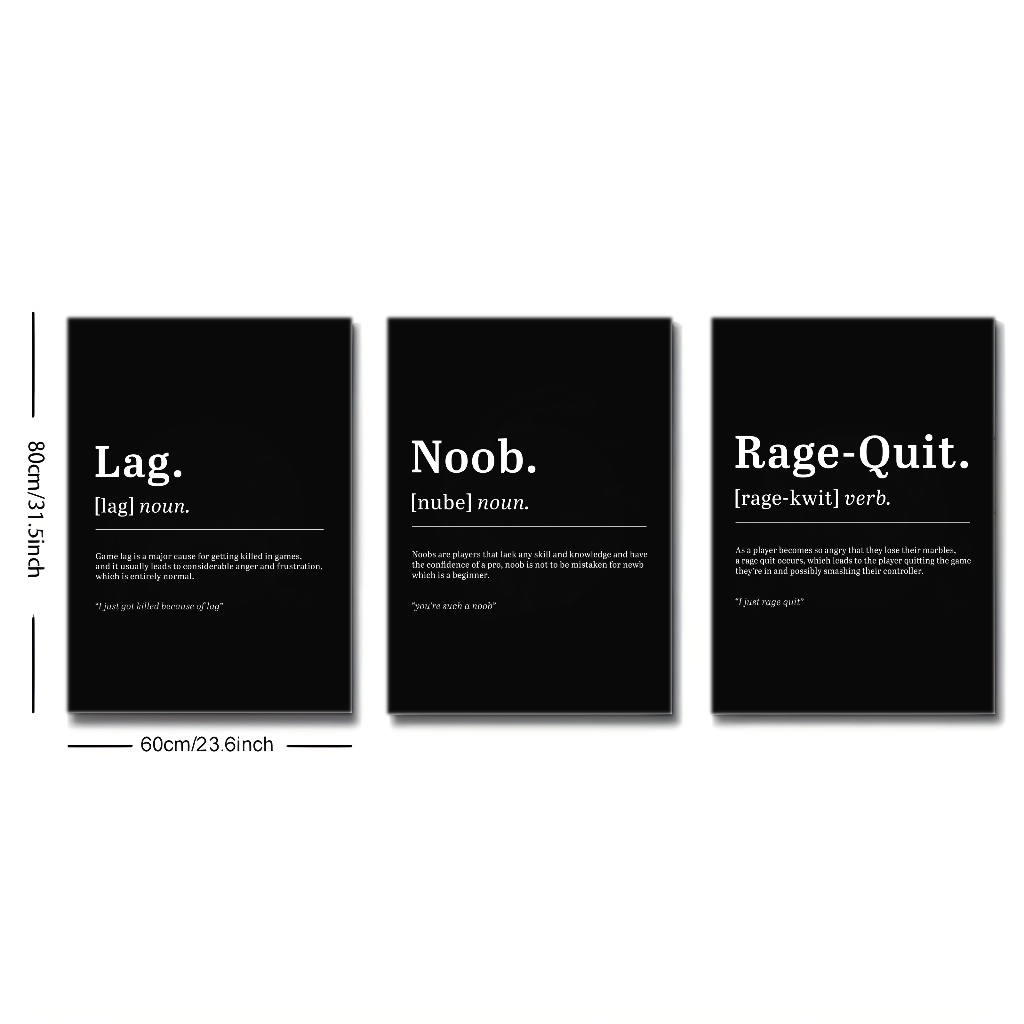 80cm/31.5inch
Lag.
[lag] noun.
Game lag is a major cause for getting killed in games,
and it usually leads to considerable anger and frustration,
which is entirely normal.
"I just got killed because of lag"
60cm/23.6inch
Noob.
[nube] noun.
Noobs are players that lack any skill and knowledge and have
the confidence of a pro, noob is not to be mistaken for newb
which is a beginner.
"you're such a noob"
Rage-Quit.
[rage-kwit] verb.
As a player becomes so angry that they lose their marbles,
a rage quit occurs, which leads to the player quitting the game
they're in and possibly smashing their controller.
"I just rage quit"